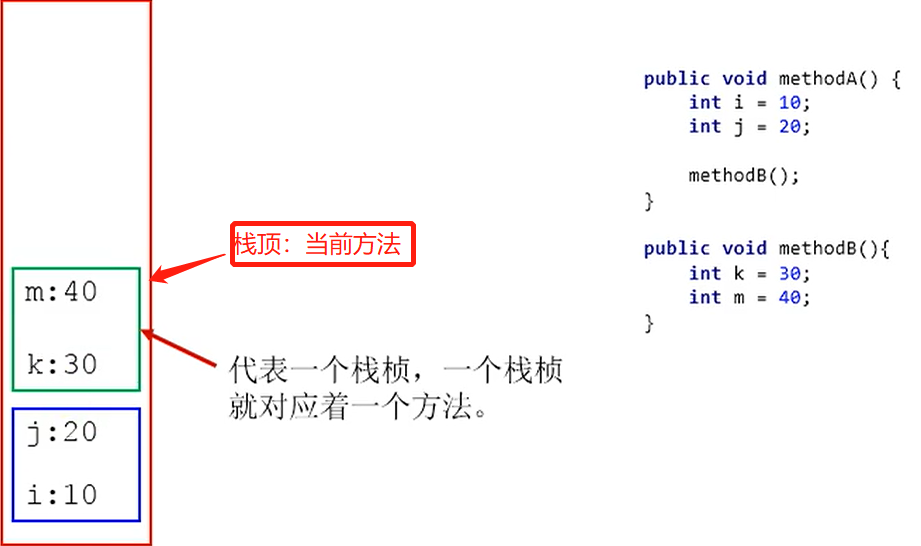 栈顶：当前方法
m:40
k:30
代表一个栈桢，一个栈桢
就对应着一个方法。
j:20
i:10
public void methodA() {
int i = 10;
int j = 20;
methodB();
}
public void methodB(){
int k = 30;
int m = 40;
}